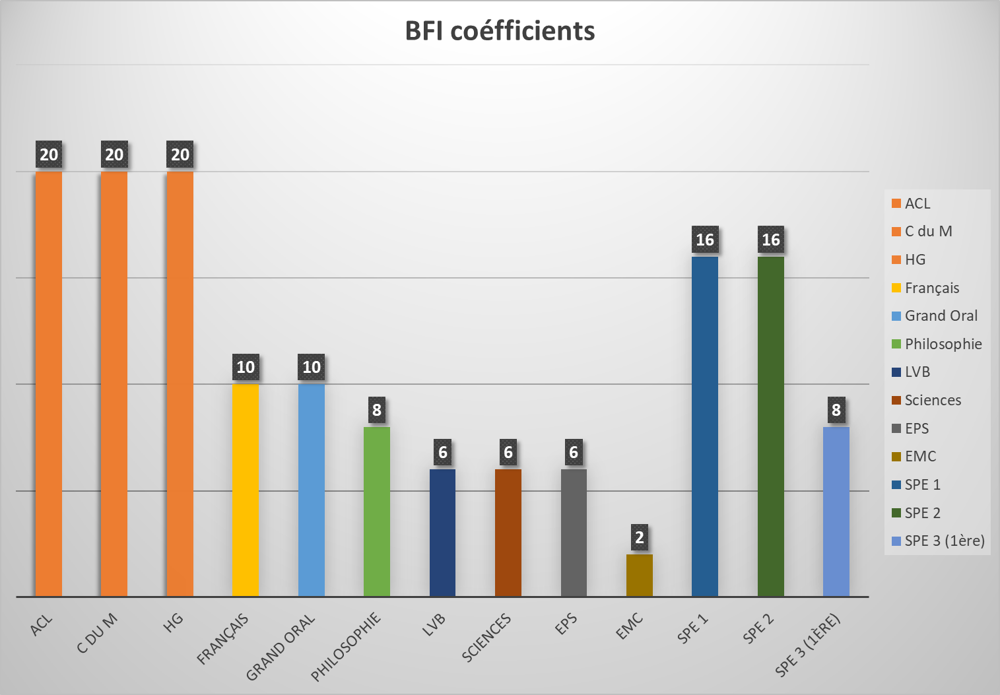 BFI coéfficients
20
20
20
10
10
8
6
6
6
2
16
16
8
ACL
C DU M
HG
FRANÇAIS
GRAND ORAL
PHILOSOPHIE
LVB
SCIENCES
EPS
EMC
SPE 1
SPE 2
SPE 3 (1ÈRE)
ACL
C du M
HG
Français
Grand Oral
Philosophie
LVB
Sciences
EPS
EMC
SPE 1
SPE 2
SPE 3 (1ère)